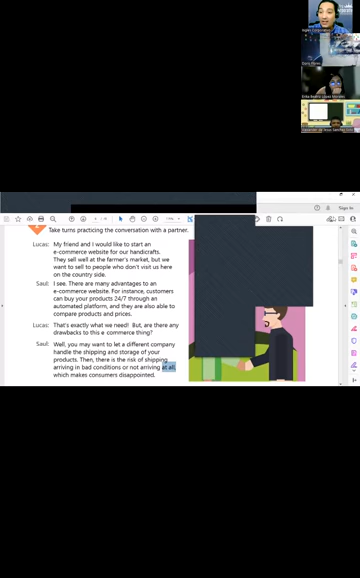 Sign In
Take turns practicing the conversation with a partner.
Lucas: My friend and I would like to start an
e-commerce website for our handicrafts.
They sell well at the farmer's market, but we
want to sell to people who don't visit us here
on the country side.
Saul: I see. There are many advantages to an
e-commerce website. For instance, customers
can buy your products 24/7 through an
automated platform, and they are also able to
compare products and prices.
Lucas: That's exactly what we need! But, are there any
drawbacks to this e commerce thing?
Saul: Well, you may want to let a different company
handle the shipping and storage of your
products. Then, there is the risk of shipping
arriving in bad conditions or not arriving at all,
which makes consumers disappointed.